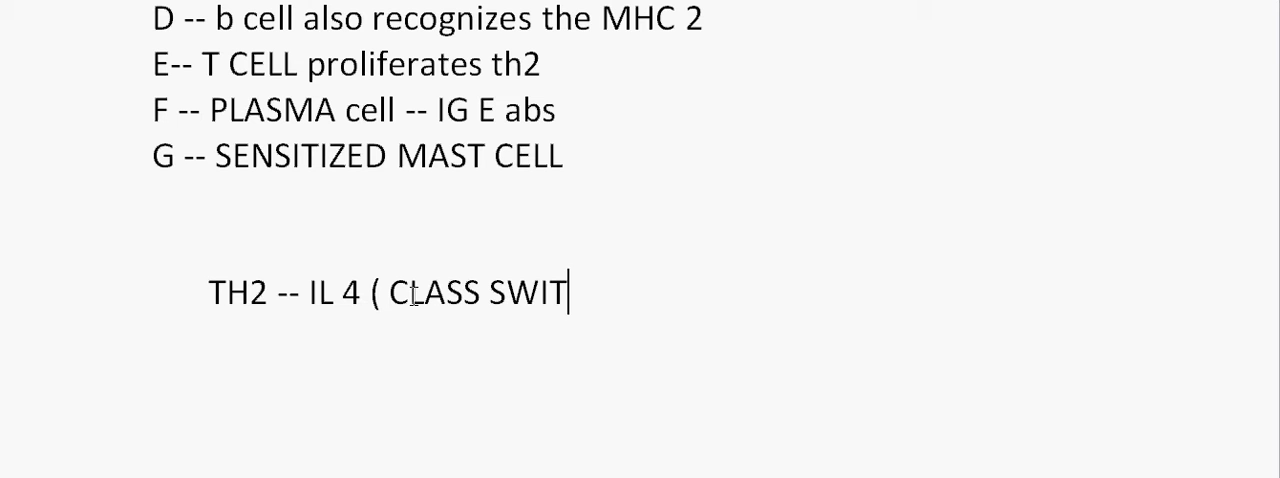 D -- b cell also recognizes the MHC 2
E-- T CELL proliferates th2
F -- PLASMA cell -- IG E abs
G -- SENSITIZED MAST CELL
TH2 -- IL 4 ( CLASS SWIT